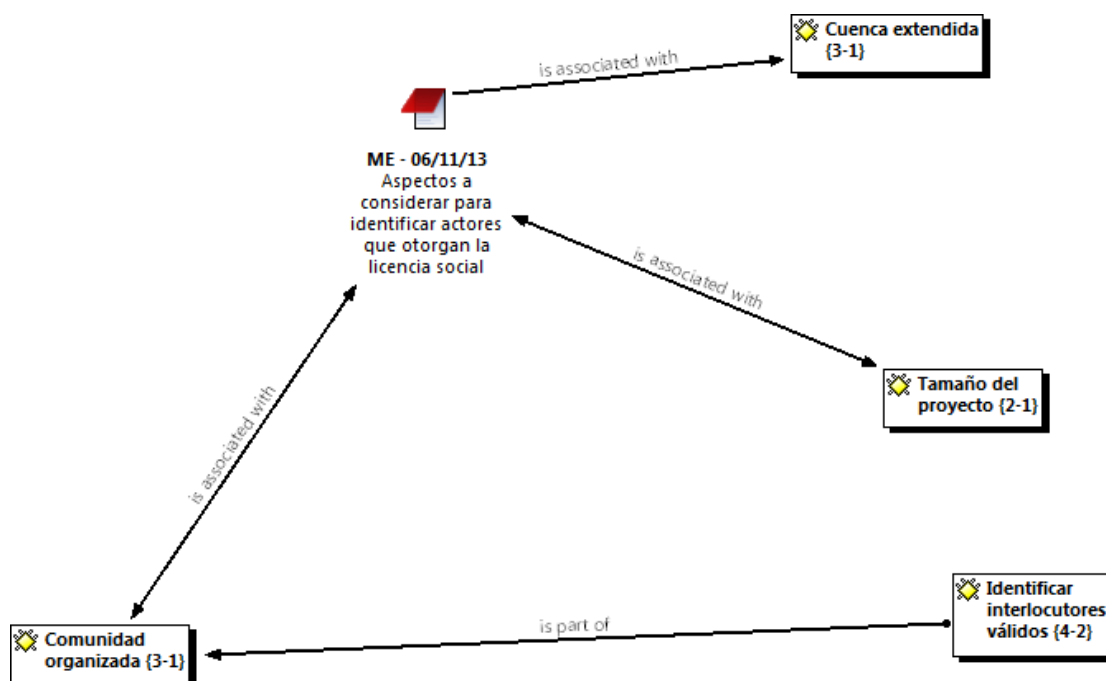 Cuenca extendida
{3-1}
is associated with
ME - 06/11/13
Aspectos a
considerar para
identificar actores
que otorgan la
licencia social
is associated with
Tamaño del
proyecto {2-1}
is associated with
Identificar
interlocutores
válidos {4-2}
is part of
Comunidad
organizada {3-1}